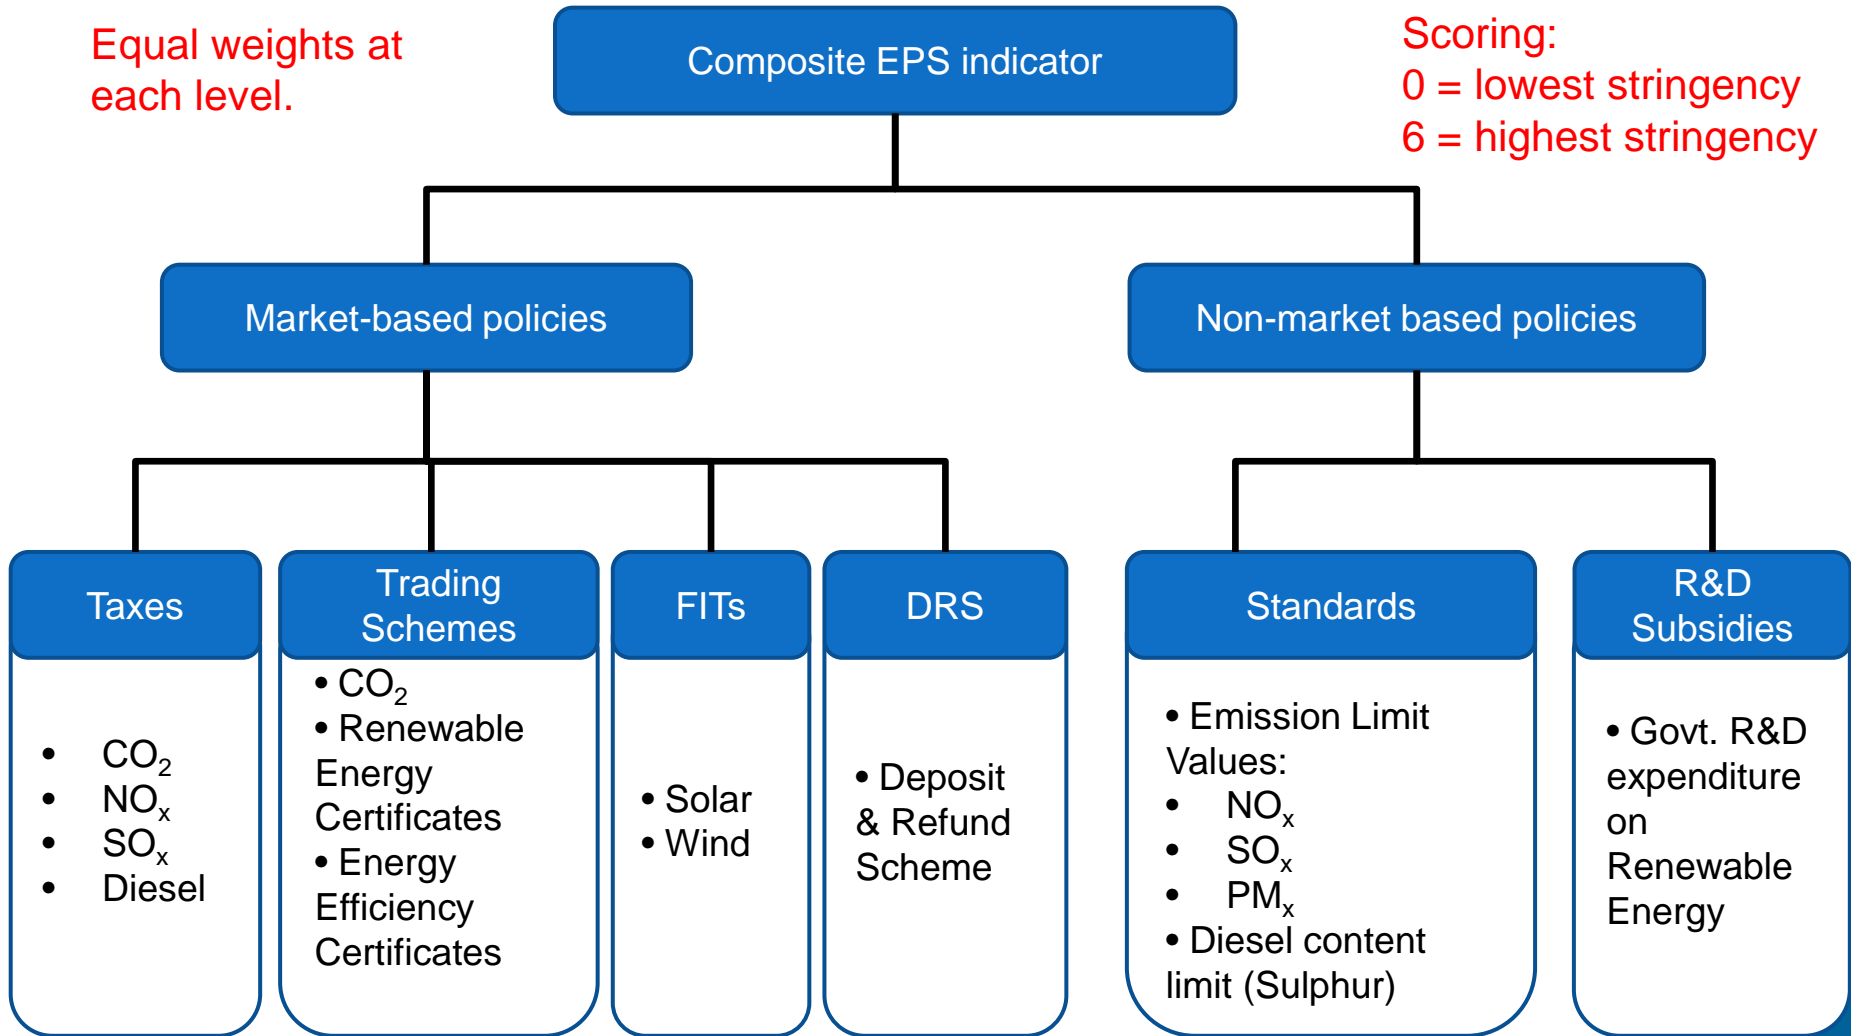 Equal weights at
each level.
Composite EPS indicator
Scoring:
0 = lowest stringency
6 = highest stringency
Market-based policies
Non-market based policies
Taxes
• CO₂
• NOₓ
• SOₓ
• Diesel
Trading
Schemes
• CO₂
• Renewable
Energy
Certificates
• Energy
Efficiency
Certificates
FITs
• Solar
• Wind
DRS
• Deposit
& Refund
Scheme
Standards
• Emission Limit
Values:
• NOₓ
• SOₓ
• PMₓ
• Diesel content
limit (Sulphur)
R&D
Subsidies
• Govt. R&D
expenditure
on
Renewable
Energy